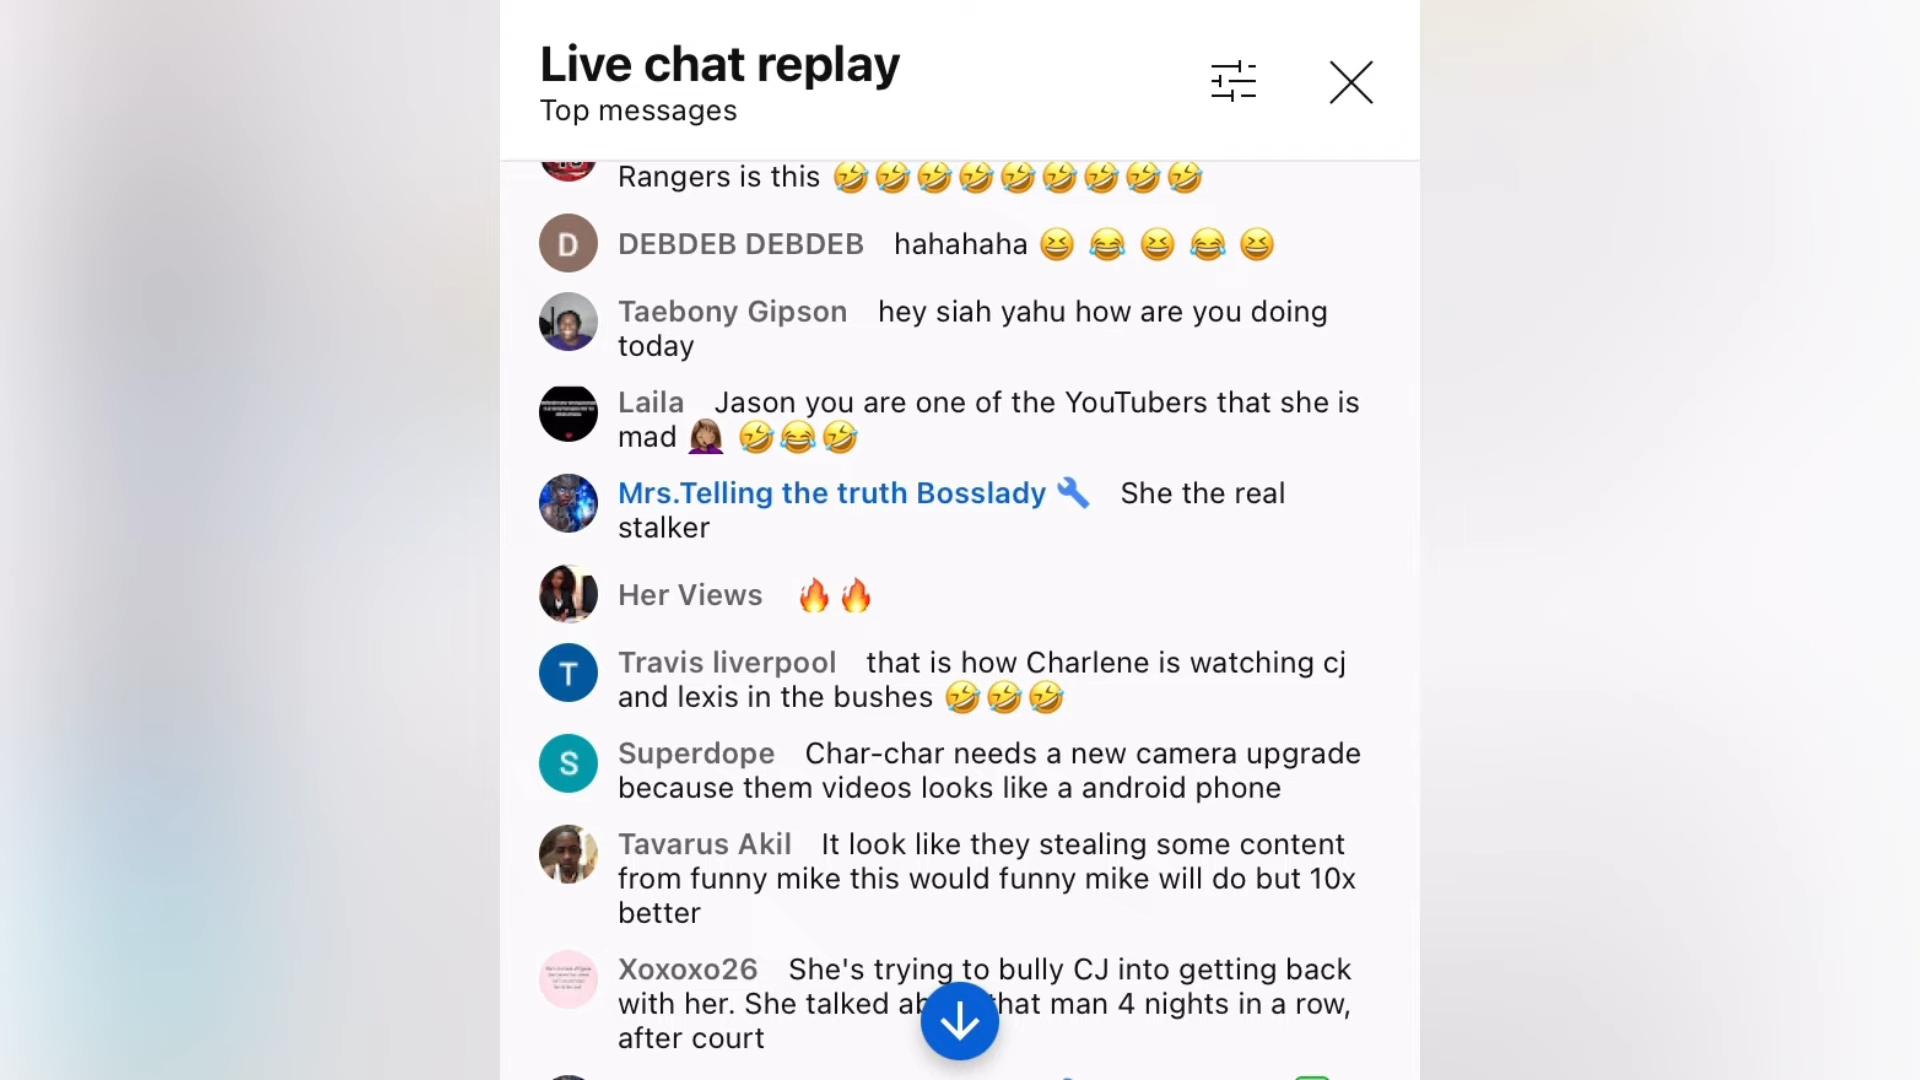 Live chat replay
Top messages
Rangers is this 🤣🤣🤣🤣🤣🤣🤣🤣🤣
D DEBDEB DEBDEB hahahaha 😆 😂 😆 😂 😆
Taebony Gipson hey siah yahu how are you doing
today
Laila Jason you are one of the YouTubers that she is
mad 🤦🏽‍♀️ 🤣😂🤣
Mrs.Telling the truth Bosslady 🔧 She the real
stalker
Her Views 🔥🔥
T Travis liverpool that is how Charlene is watching cj
and lexis in the bushes 🤣🤣🤣
S Superdope Char-char needs a new camera upgrade
because them videos looks like a android phone
Tavarus Akil It look like they stealing some content
from funny mike this would funny mike will do but 10x
better
Xoxoxo26 She's trying to bully CJ into getting back
with her. She talked that man 4 nights in a row,
after court